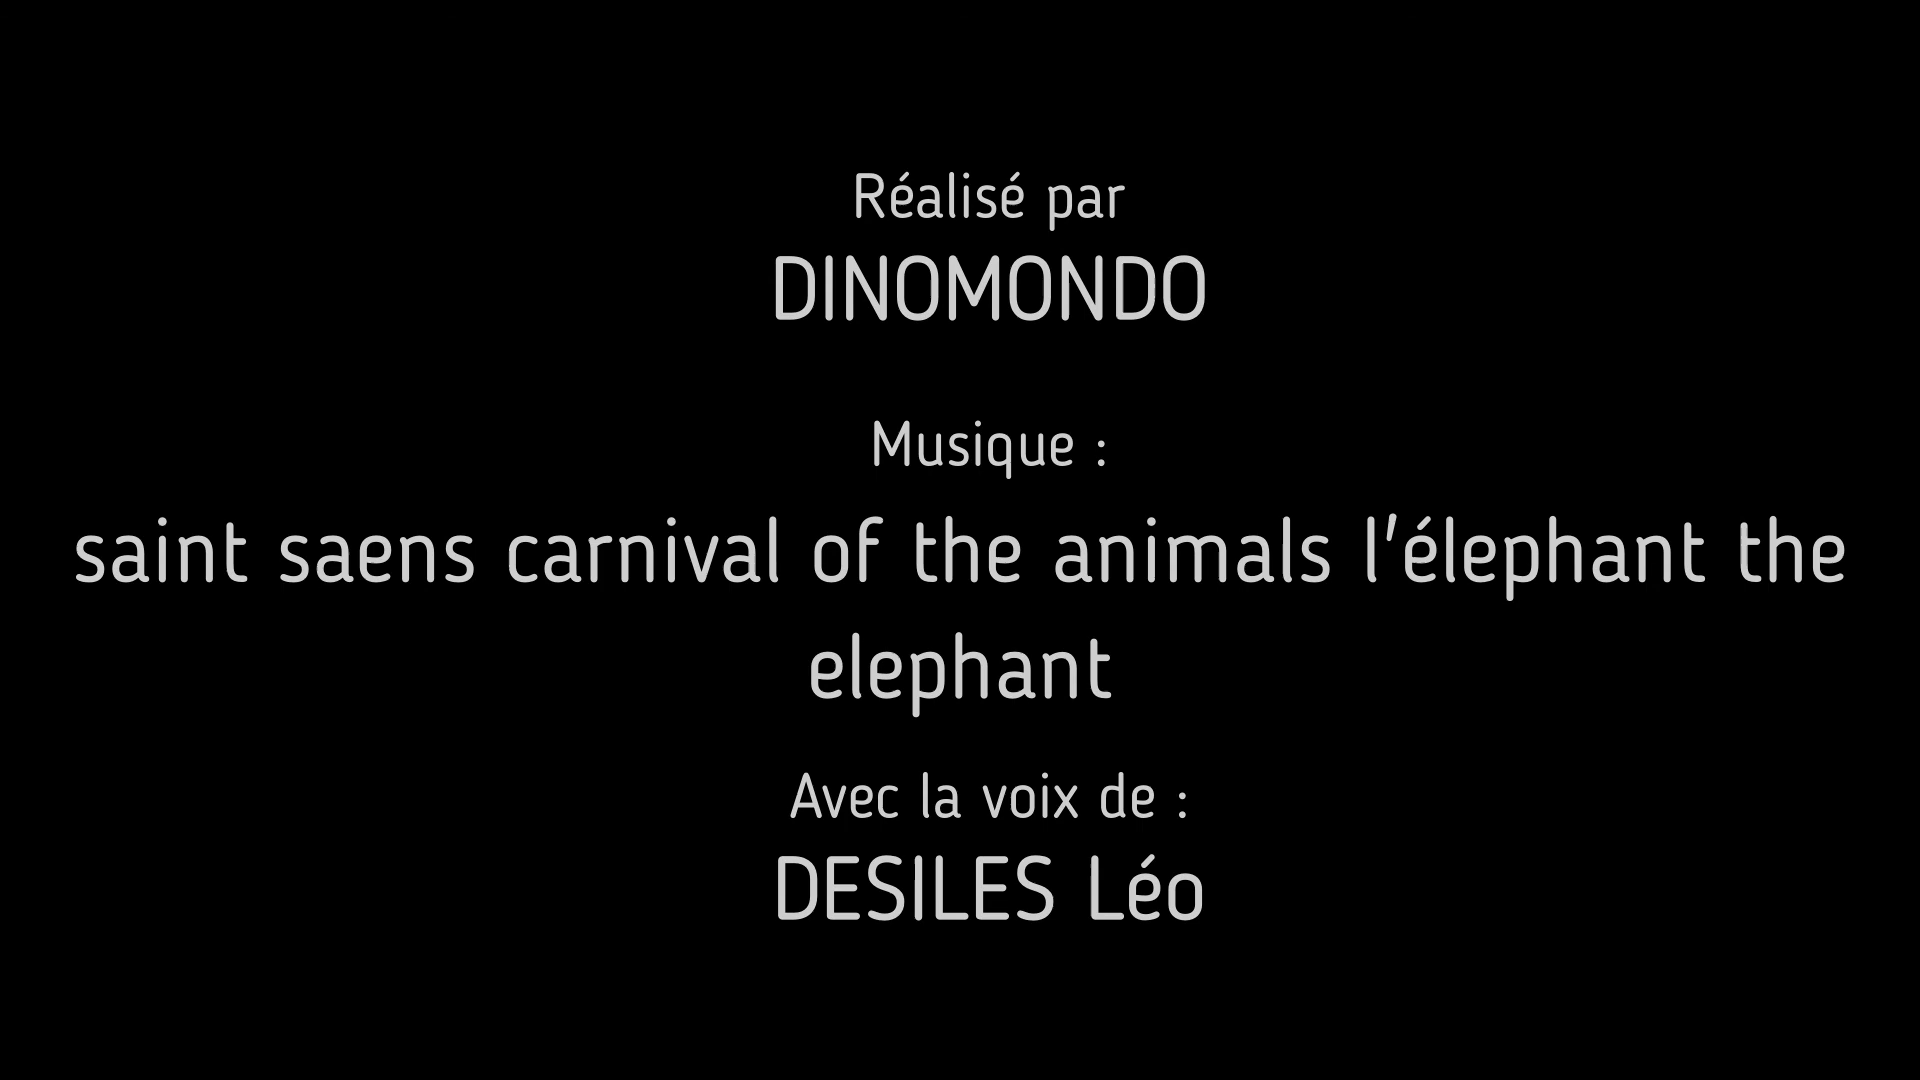 Réalisé par
DINOMONDO
Musique :
saint saens carnival of the animals l'élephant the
elephant
Avec la voix de :
DESILES Léo